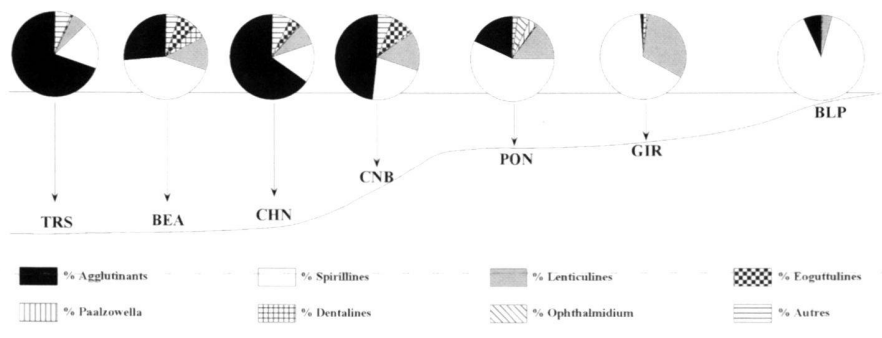 BLP
GIR
PON
CNB
TRS BEA CHN
% Agglutinants % Spirillines % Lenticulines % Eoguttulines
% Paalzowella % Dentalines % Ophthalmidium % Autres